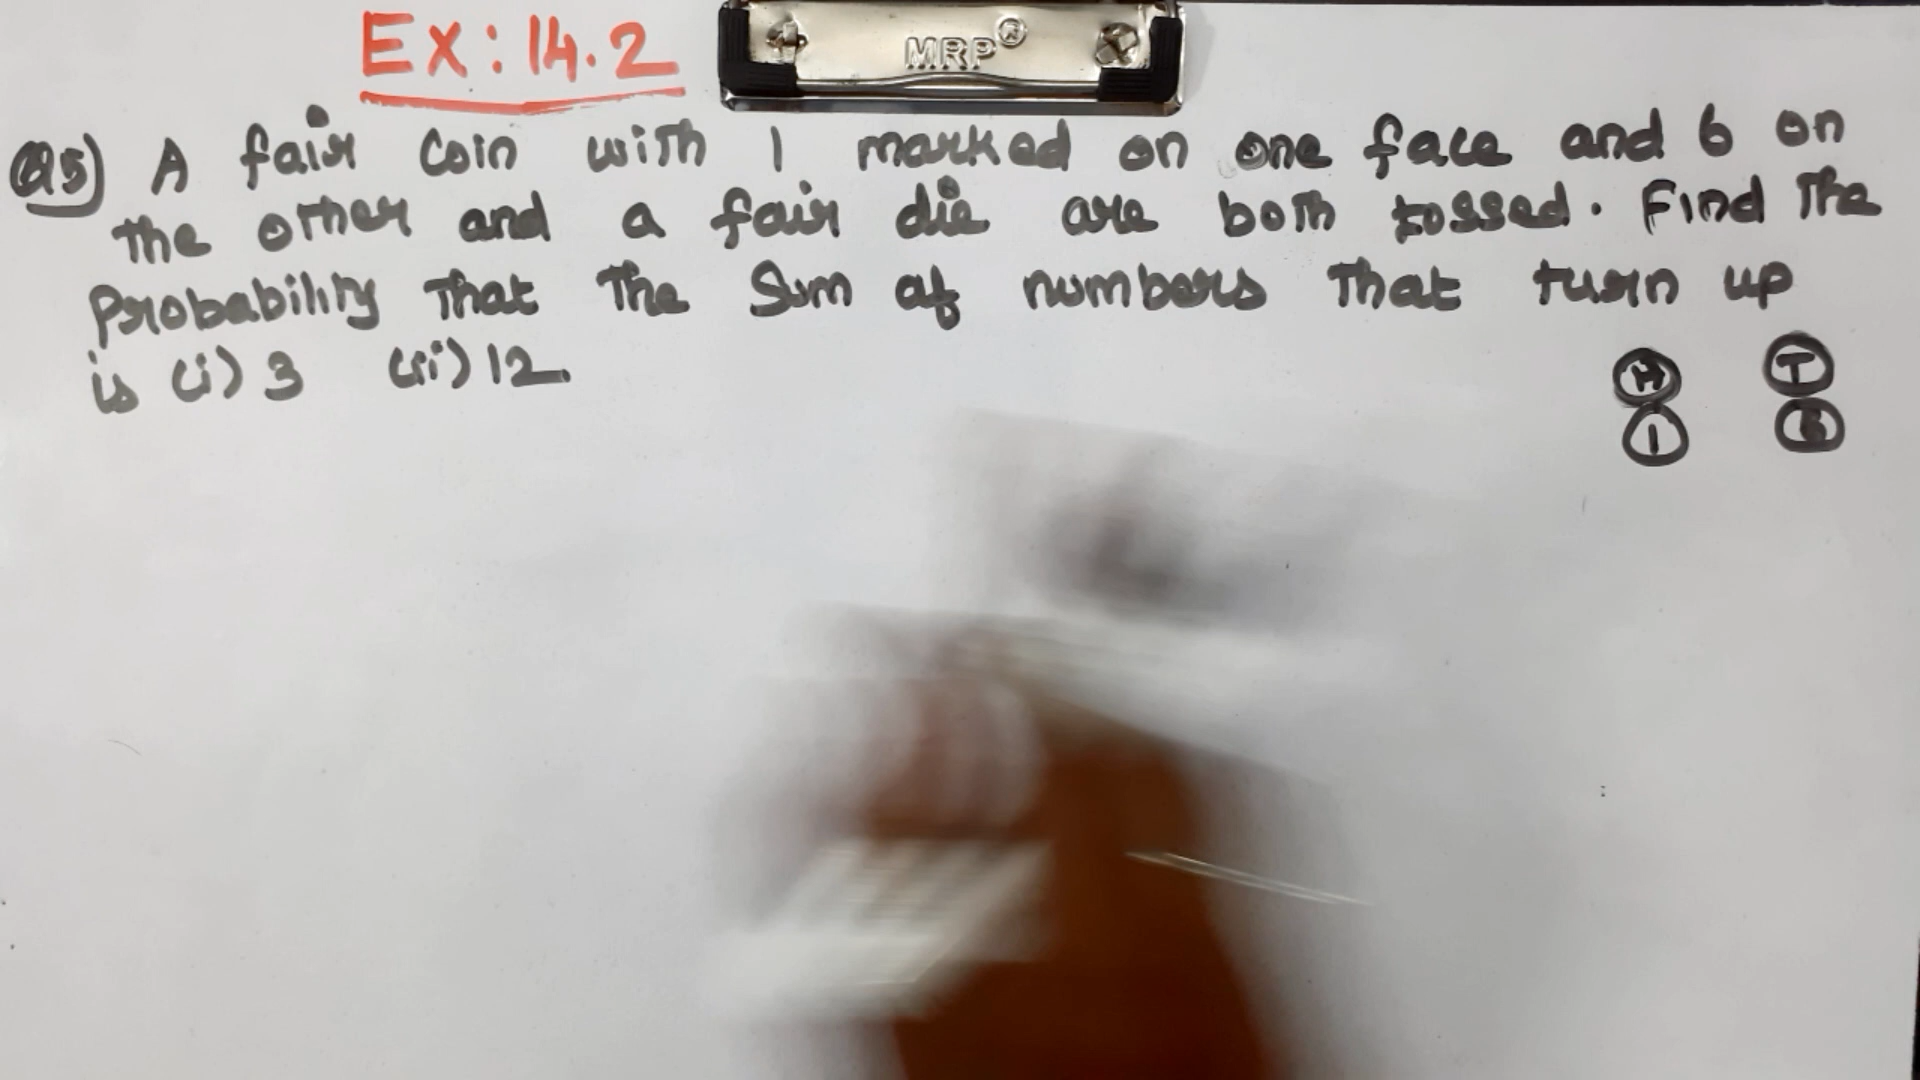 Ex: 14.2
MRP®
Q5) A fair coin with 1 marked on one face and 6 on
the other and a fair die are both tossed. Find the
Probability that the sum of numbers that turn up
is (i) 3 (ii) 12.
H T
1 6